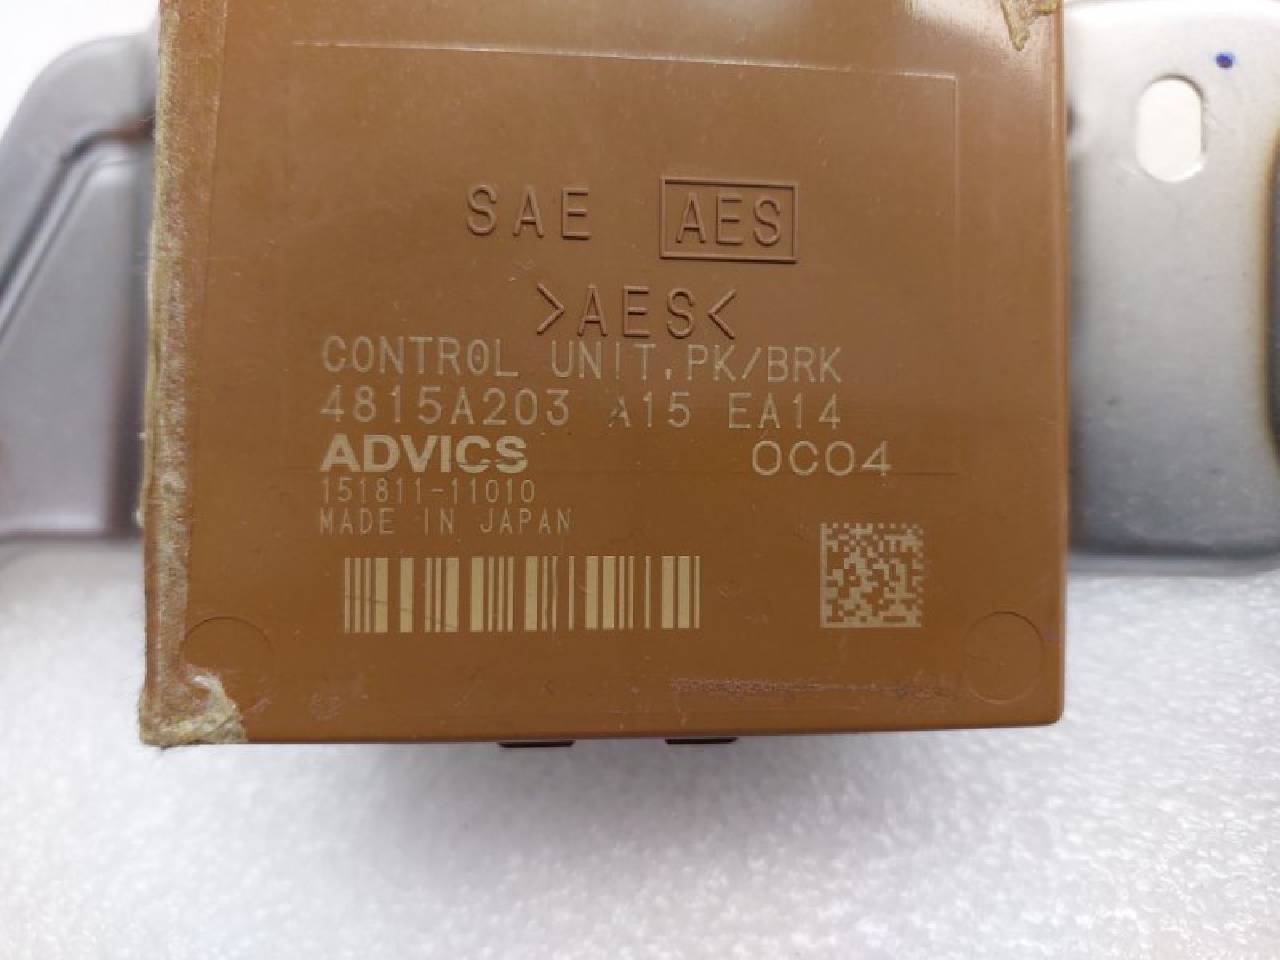 SAE AES
>AES<
CONTROL UNIT,PK/BRK
4815A203 A15 EA14
ADVICS 0C04
151811-11010
MADE IN JAPAN